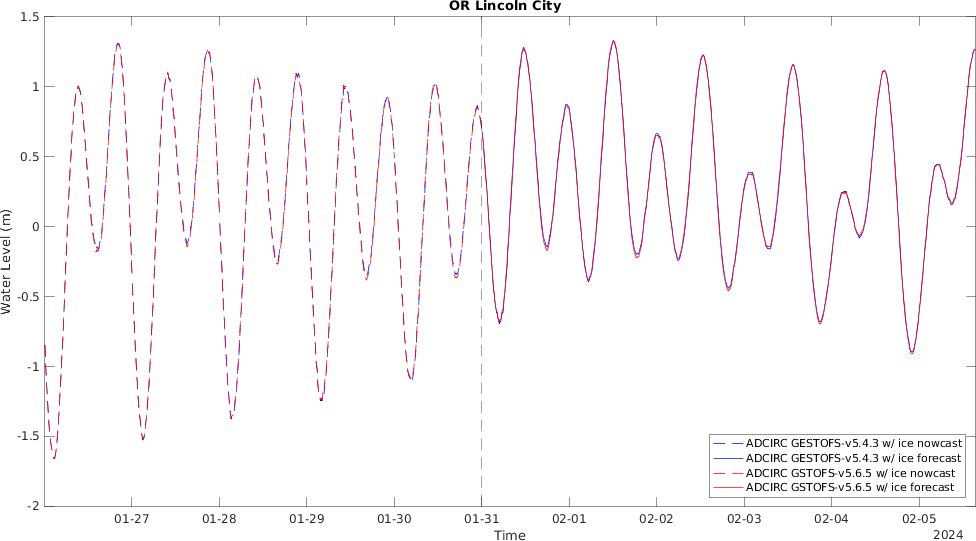 OR Lincoln City
1.5
1
0.5
0
-0.5
-1
-1.5
-2
Water Level (m)
ADCIRC GESTOFS-v5.4.3 w/ ice nowcast
ADCIRC GESTOFS-v5.4.3 w/ ice forecast
ADCIRC GSTOFS-v5.6.5 w/ ice nowcast
ADCIRC GSTOFS-v5.6.5 w/ ice forecast
01-27 01-28 01-29 01-30 01-31 02-01 02-02 02-03 02-04 02-05
Time
2024